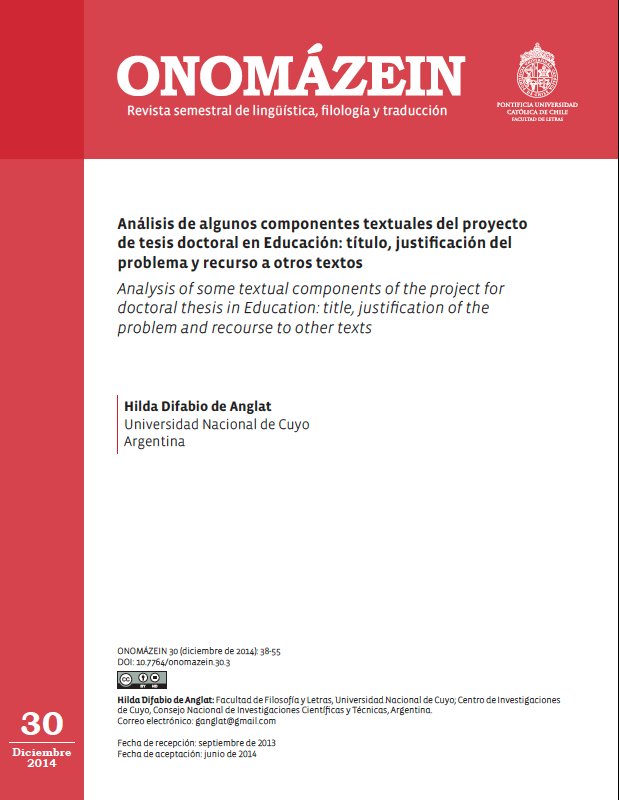 ONOMÁZEIN
Revista semestral de lingüística, filología y traducción
PONTIFICIA UNIVERSIDAD
CATÓLICA DE CHILE
FACULTAD DE LETRAS
Análisis de algunos componentes textuales del proyecto
de tesis doctoral en Educación: título, justificación del
problema y recurso a otros textos
Analysis of some textual components of the project for
doctoral thesis in Education: title, justification of the
problem and recourse to other texts
Hilda Difabio de Anglat
Universidad Nacional de Cuyo
Argentina
ONOMÁZEIN 30 (diciembre de 2014): 38-55
DOI: 10.7764/onomazein.30.3
cc
BY ND
Hilda Difabio de Anglat: Facultad de Filosofía y Letras, Universidad Nacional de Cuyo; Centro de Investigaciones
de Cuyo, Consejo Nacional de Investigaciones Científicas y Técnicas, Argentina.
Correo electrónico: ganglat@gmail.com
Fecha de recepción: septiembre de 2013
Fecha de aceptación: junio de 2014
30
Diciembre
2014